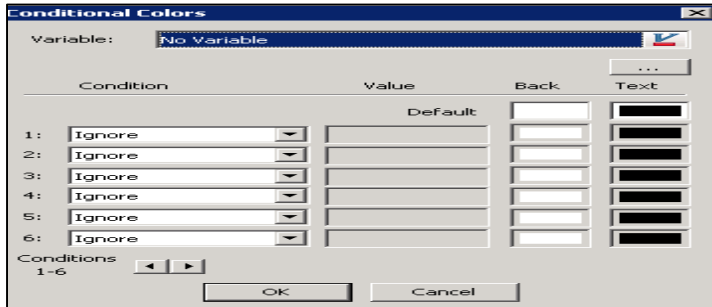 Conditional Colors
Variable: No Variable
...
Condition Value Back Text
Default
1: Ignore
2: Ignore
3: Ignore
4: Ignore
5: Ignore
6: Ignore
Conditions
1-6
OK Cancel